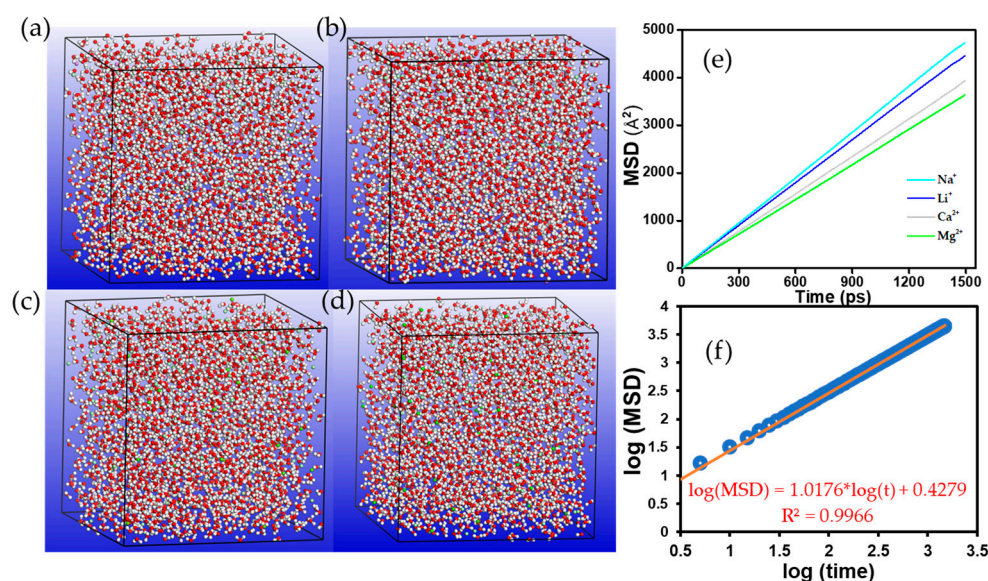 (a)
(b)
(c)
(d)
(e)
MSD (Å²)
5000
4000
3000
2000
1000
0
0 300 600 900 1200 1500
Time (ps)
Na⁺
Li⁺
Ca²⁺
Mg²⁺
(f)
log (MSD)
4
3.5
3
2.5
2
1.5
1
0.5
0
0.5 1 1.5 2 2.5 3 3.5
log (time)
log(MSD) = 1.0176*log(t) + 0.4279
R² = 0.9966